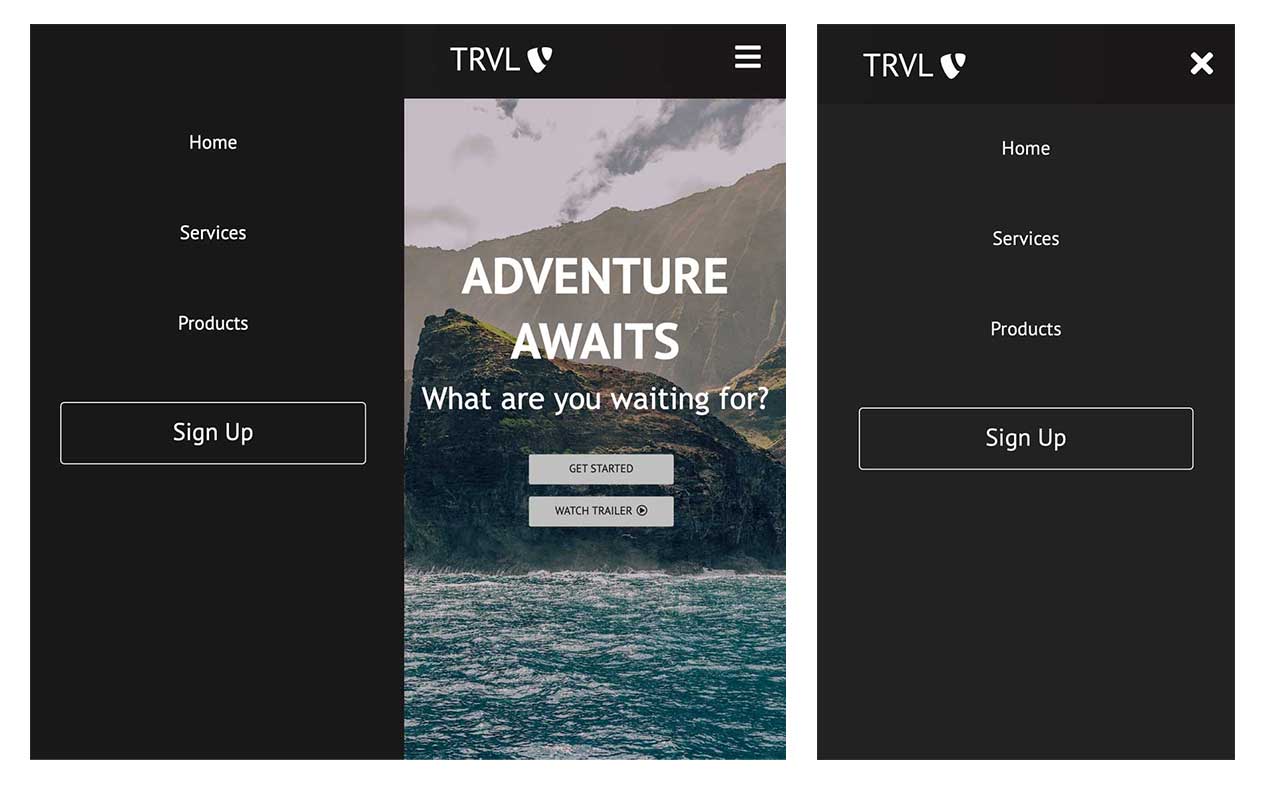 Home
Services
Products
Sign Up
TRVL
ADVENTURE
AWAITS
What are you waiting for?
GET STARTED
WATCH TRAILER
TRVL
Home
Services
Products
Sign Up